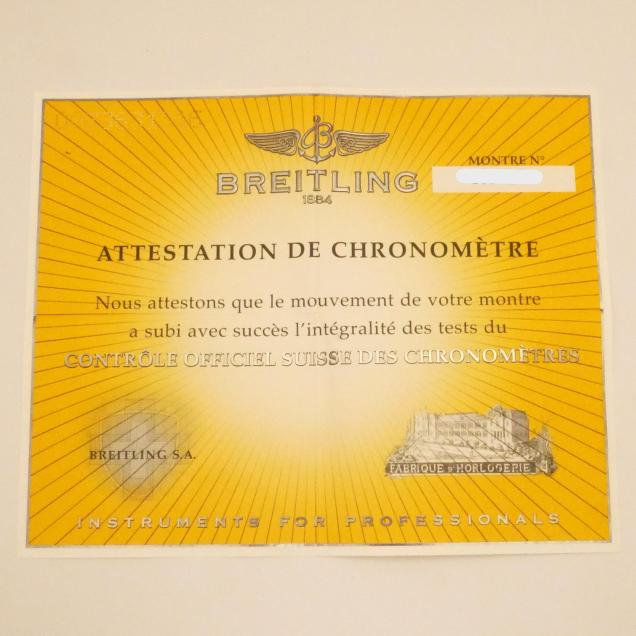 BREITLING
1884
MONTRE N°
ATTESTATION DE CHRONOMÈTRE
Nous attestons que le mouvement de votre montre
a subi avec succès l'intégralité des tests du
CONTRÔLE OFFICIEL SUISSE DES CHRONOMÈTRES
BREITLING S.A.
FABRIQUE D'HORLOGERIE
INSTRUMENTS FOR PROFESSIONALS